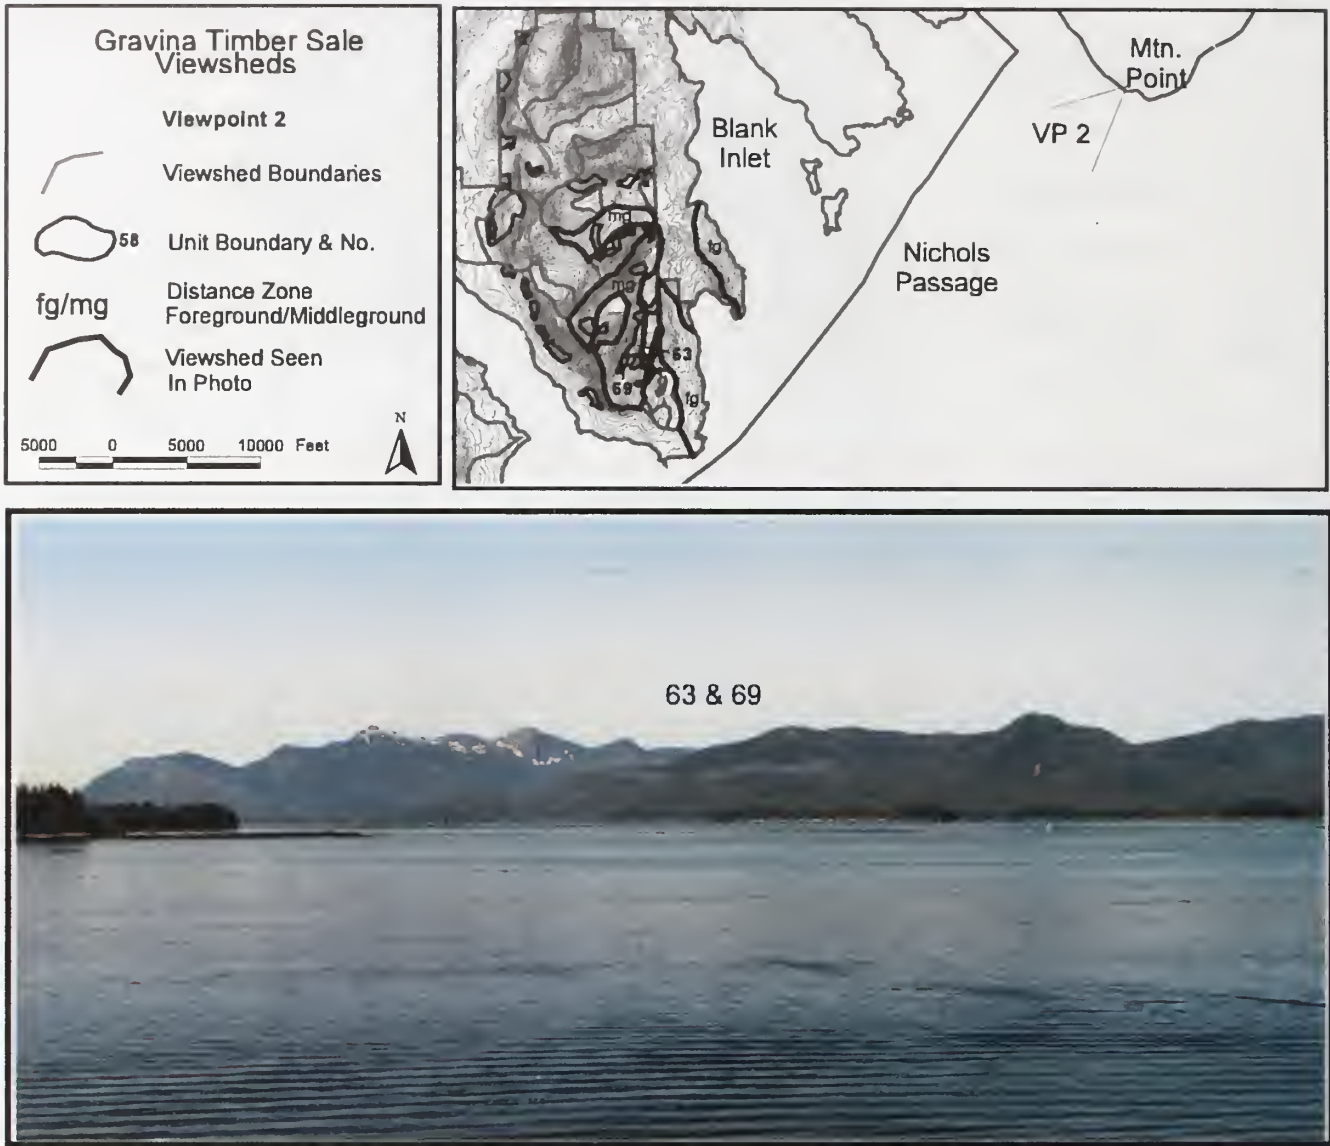 Gravina Timber Sale
Viewsheds
Viewpoint 2
Viewshed Boundaries
58
Unit Boundary & No.
fg/mg
Distance Zone
Foreground/Middleground
Viewshed Seen
In Photo
N
5000 0 5000 10000 Feet
Mtn.
Point
VP 2
Blank
Inlet
Nichols
Passage
mg
fg
mg
63
69
fg
63 & 69